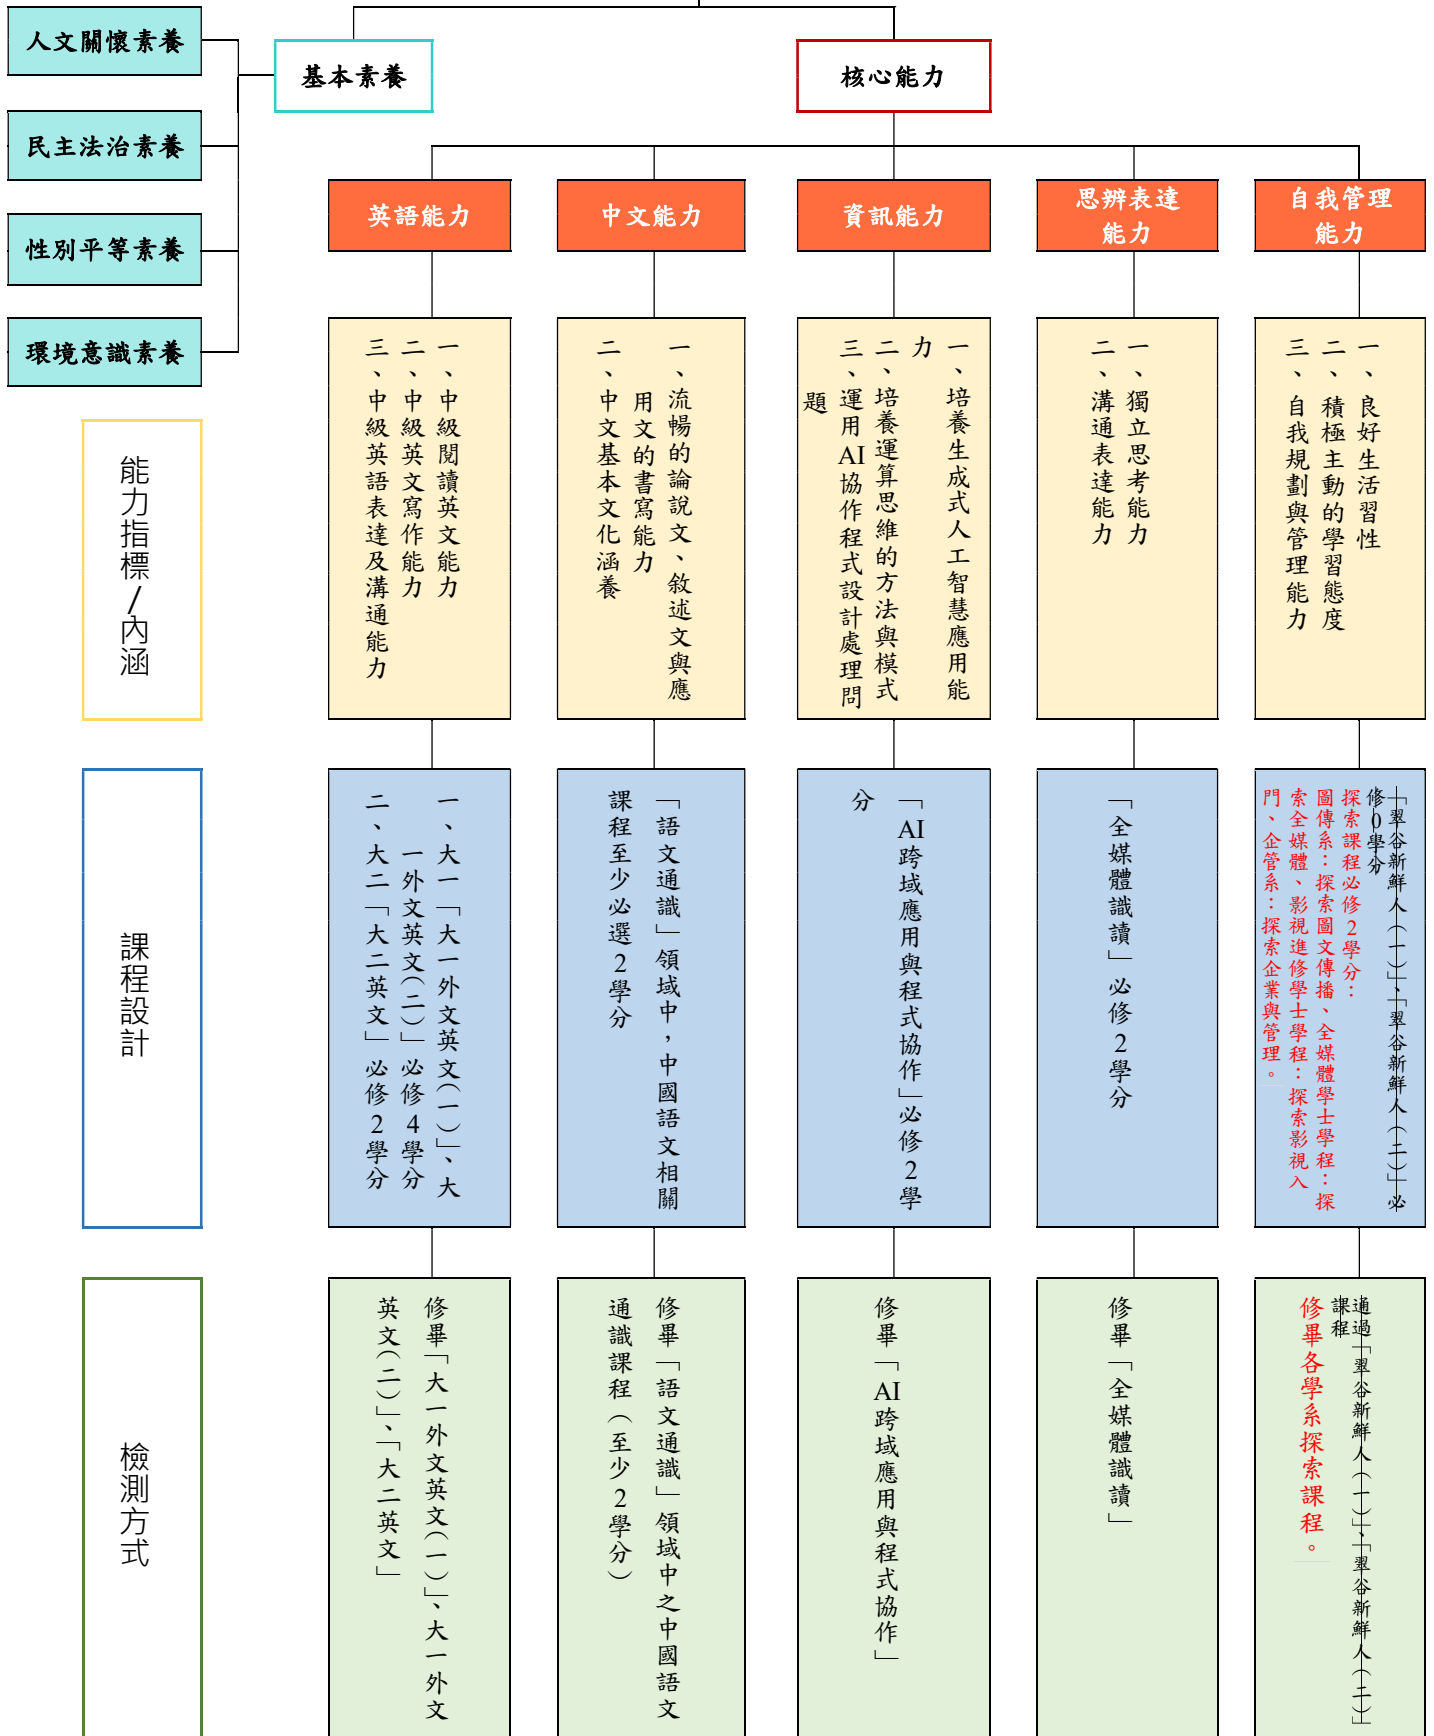 人文關懷素養
基本素養
核心能力
民主法治素養
性別平等素養
環境意識素養
英語能力
中文能力
資訊能力
思辨表達
能力
自我管理
能力
能力指標/內涵
一、中級閱讀英文能力
二、中級英文寫作能力
三、中級英語表達及溝通能力
一、流暢的論說文、敘述文與應
用文的書寫能力
二、中文基本文化涵養
一、培養生成式人工智慧應用能
力
二、培養運算思維的方法與模式
三、運用AI協作程式設計處理問
題
一、獨立思考能力
二、溝通表達能力
一、良好生活習性
二、積極主動的學習態度
三、自我規劃與管理能力
課程設計
一、大一「大一外文英文(一)」、大
一外文英文(二)」必修4學分
二、大二「大二英文」必修2學分
「語文通識」領域中，中國語文相關
課程至少必選2學分
「AI跨域應用與程式協作」必修2學
分
「全媒體識讀」必修2學分
「翠谷新鮮人(一)」、「翠谷新鮮人(二)」必
修0學分
探索課程必修2學分：
圖傳系：探索圖文傳播、全媒體學士學程：探
索全媒體、影視進修學士學程：探索影視入
門、企管系：探索企業與管理。
檢測方式
修畢「大一外文英文(一)」、大一外文
英文(二)」、「大二英文」
修畢「語文通識」領域中之中國語文
通識課程(至少2學分)
修畢「AI跨域應用與程式協作」
修畢「全媒體識讀」
通過「翠谷新鮮人(一)」、「翠谷新鮮人(二)」
課程
修畢各學系探索課程。